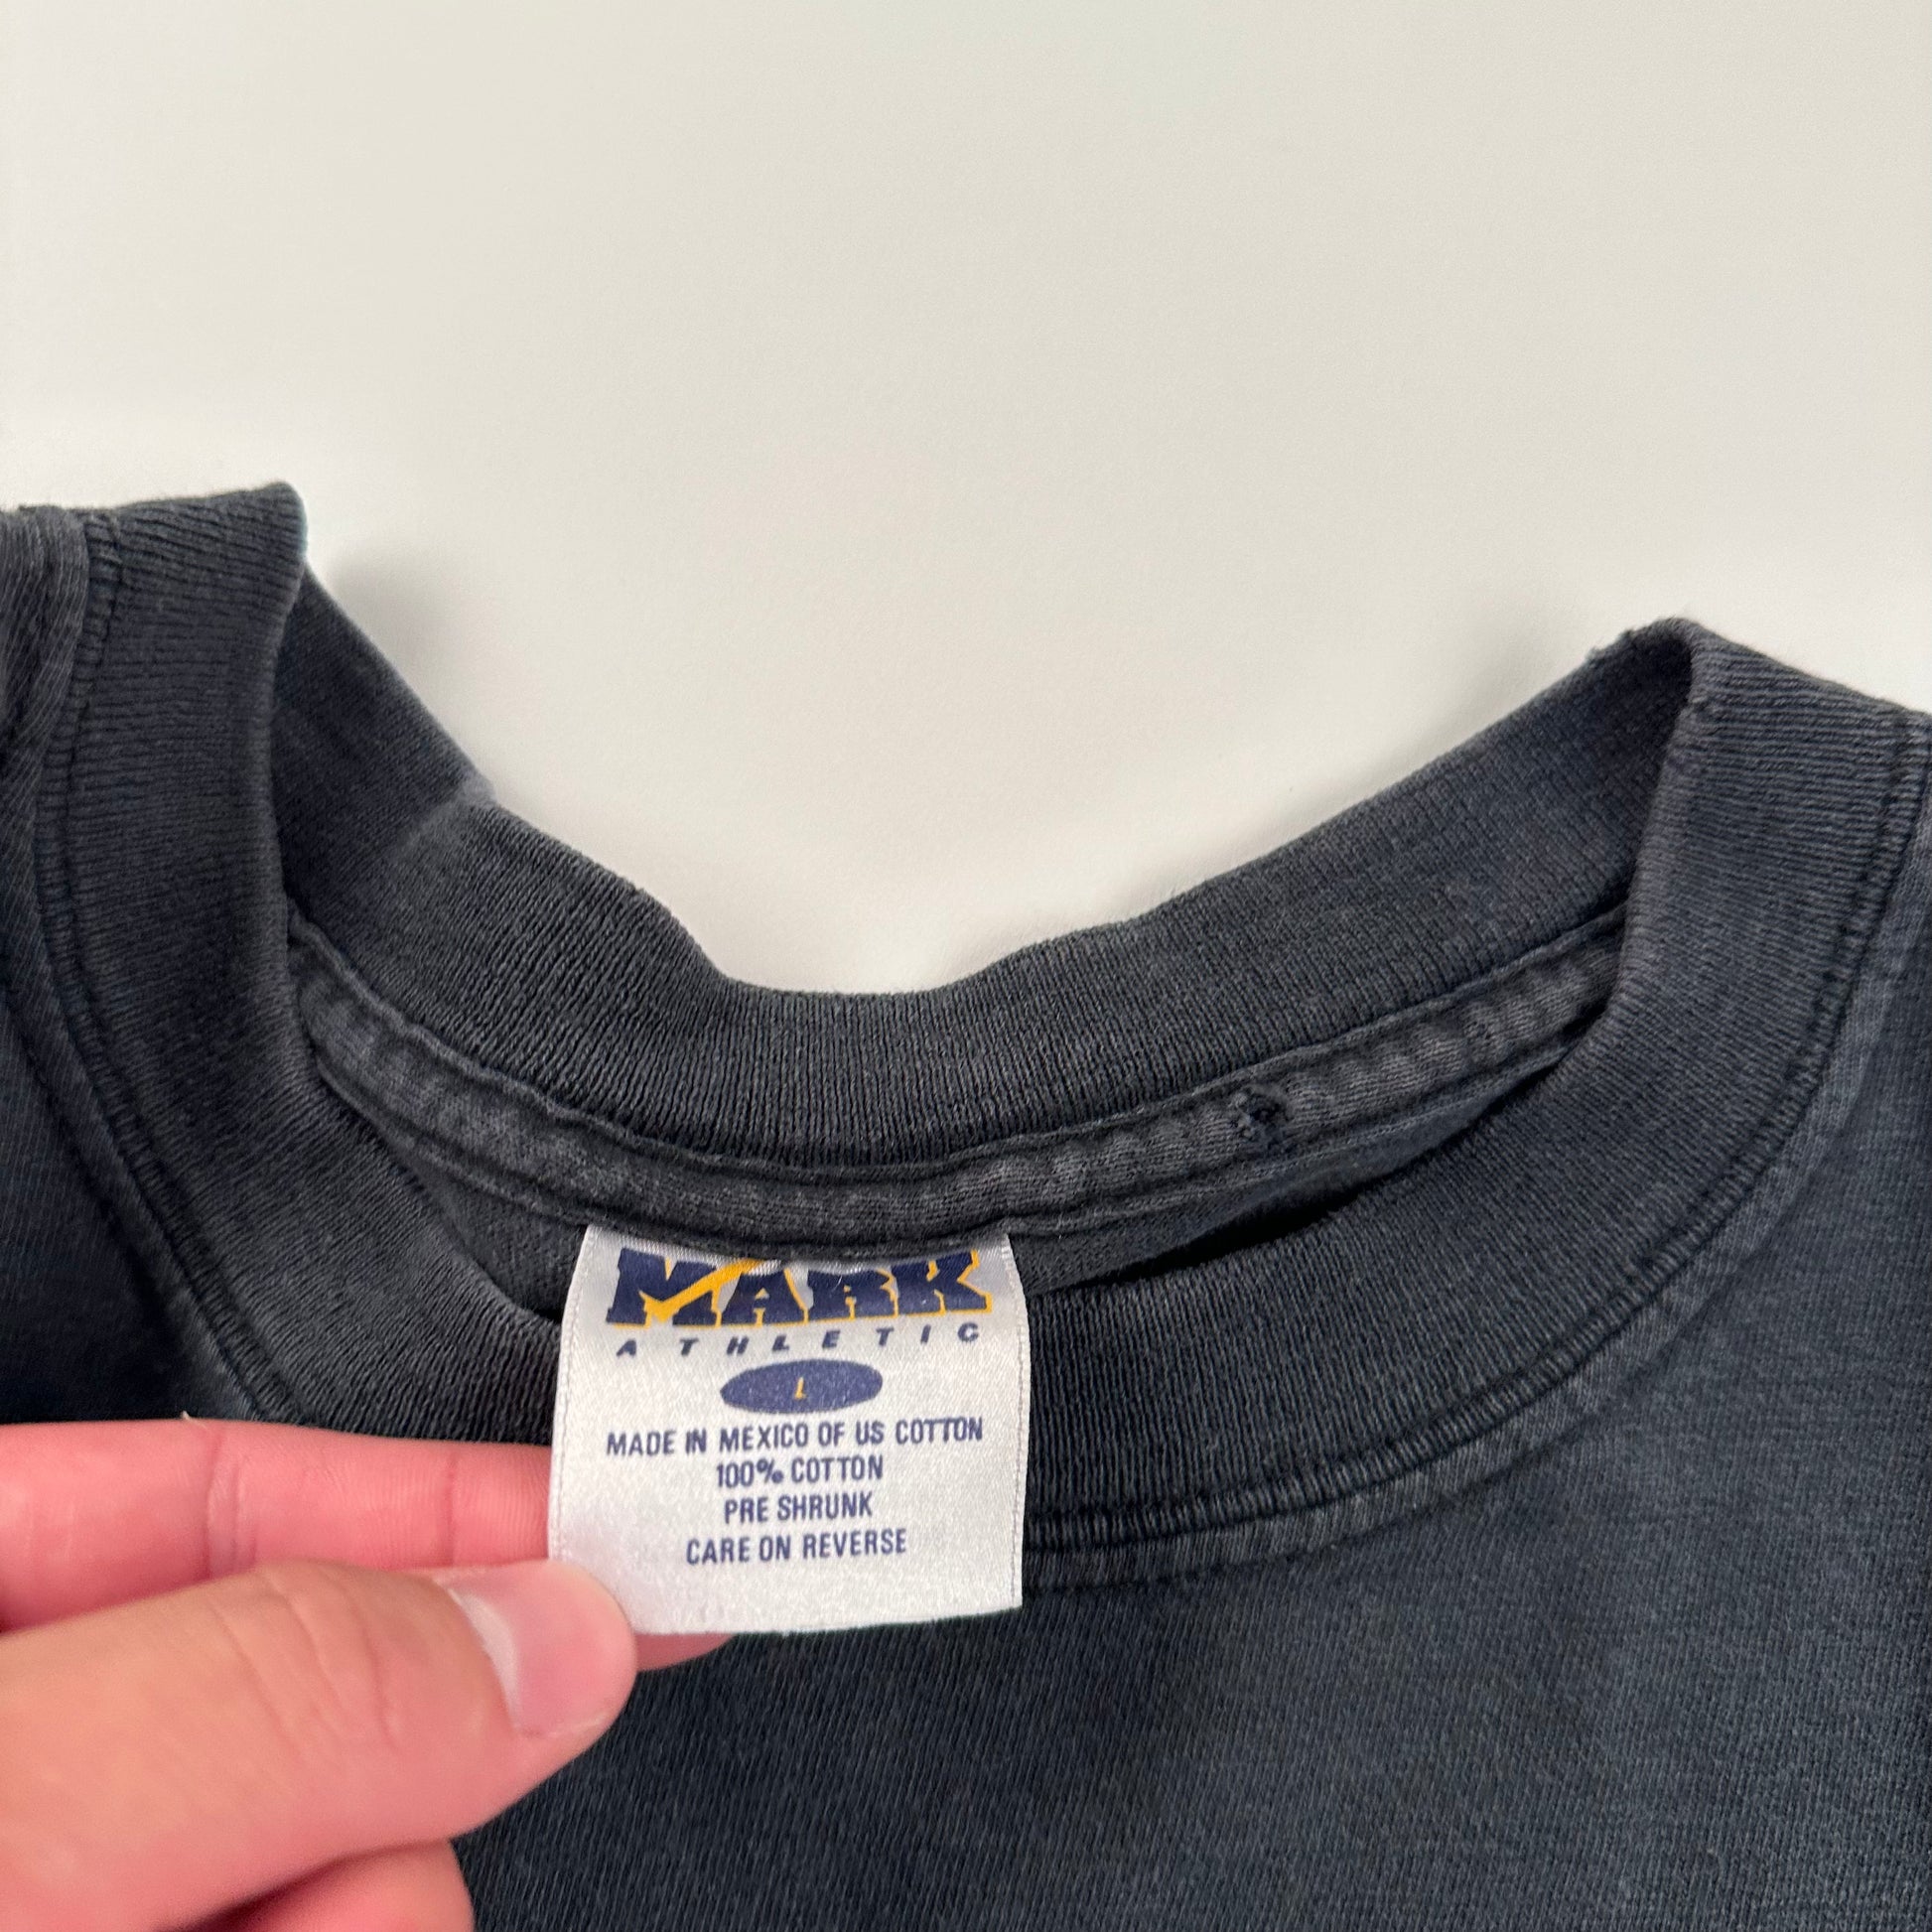 MARK
ATHLETIC
L
MADE IN MEXICO OF US COTTON
100% COTTON
PRE SHRUNK
CARE ON REVERSE